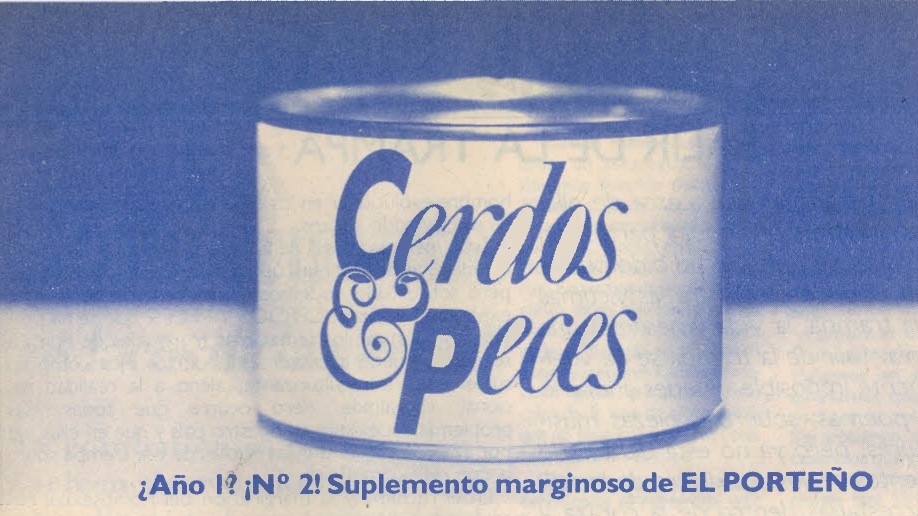 Cerdos
& Peces
¿Año 1? ¡Nº 2! Suplemento marginoso de EL PORTEÑO